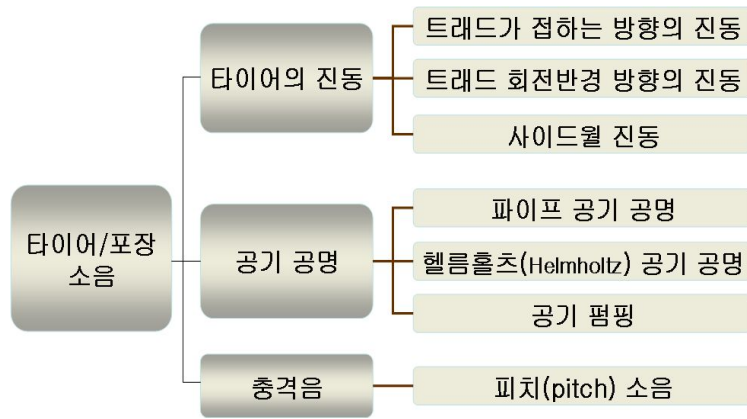 타이어/포장
소음
타이어의 진동
트래드가 접하는 방향의 진동
트래드 회전반경 방향의 진동
사이드월 진동
공기 공명
파이프 공기 공명
헬름홀츠(Helmholtz) 공기 공명
공기 펌핑
충격음
피치(pitch) 소음